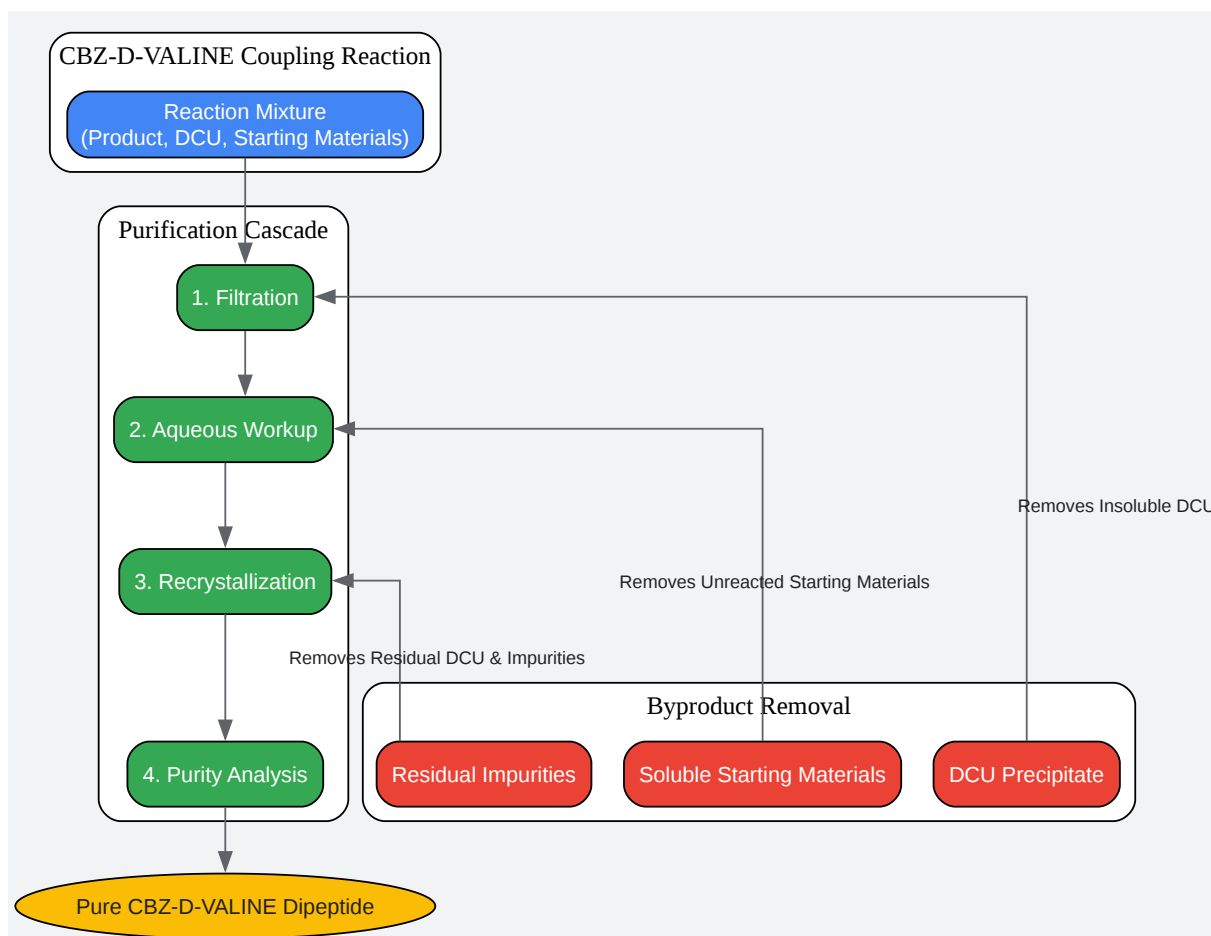 CBZ-D-VALINE Coupling Reaction
Reaction Mixture
(Product, DCU, Starting Materials)
Purification Cascade
1. Filtration
2. Aqueous Workup
Removes Insoluble DCU
3. Recrystallization
Removes Unreacted Starting Materials
Removes Residual DCU & Impurities
Byproduct Removal
4. Purity Analysis
Residual Impurities
Soluble Starting Materials
DCU Precipitate
Pure CBZ-D-VALINE Dipeptide